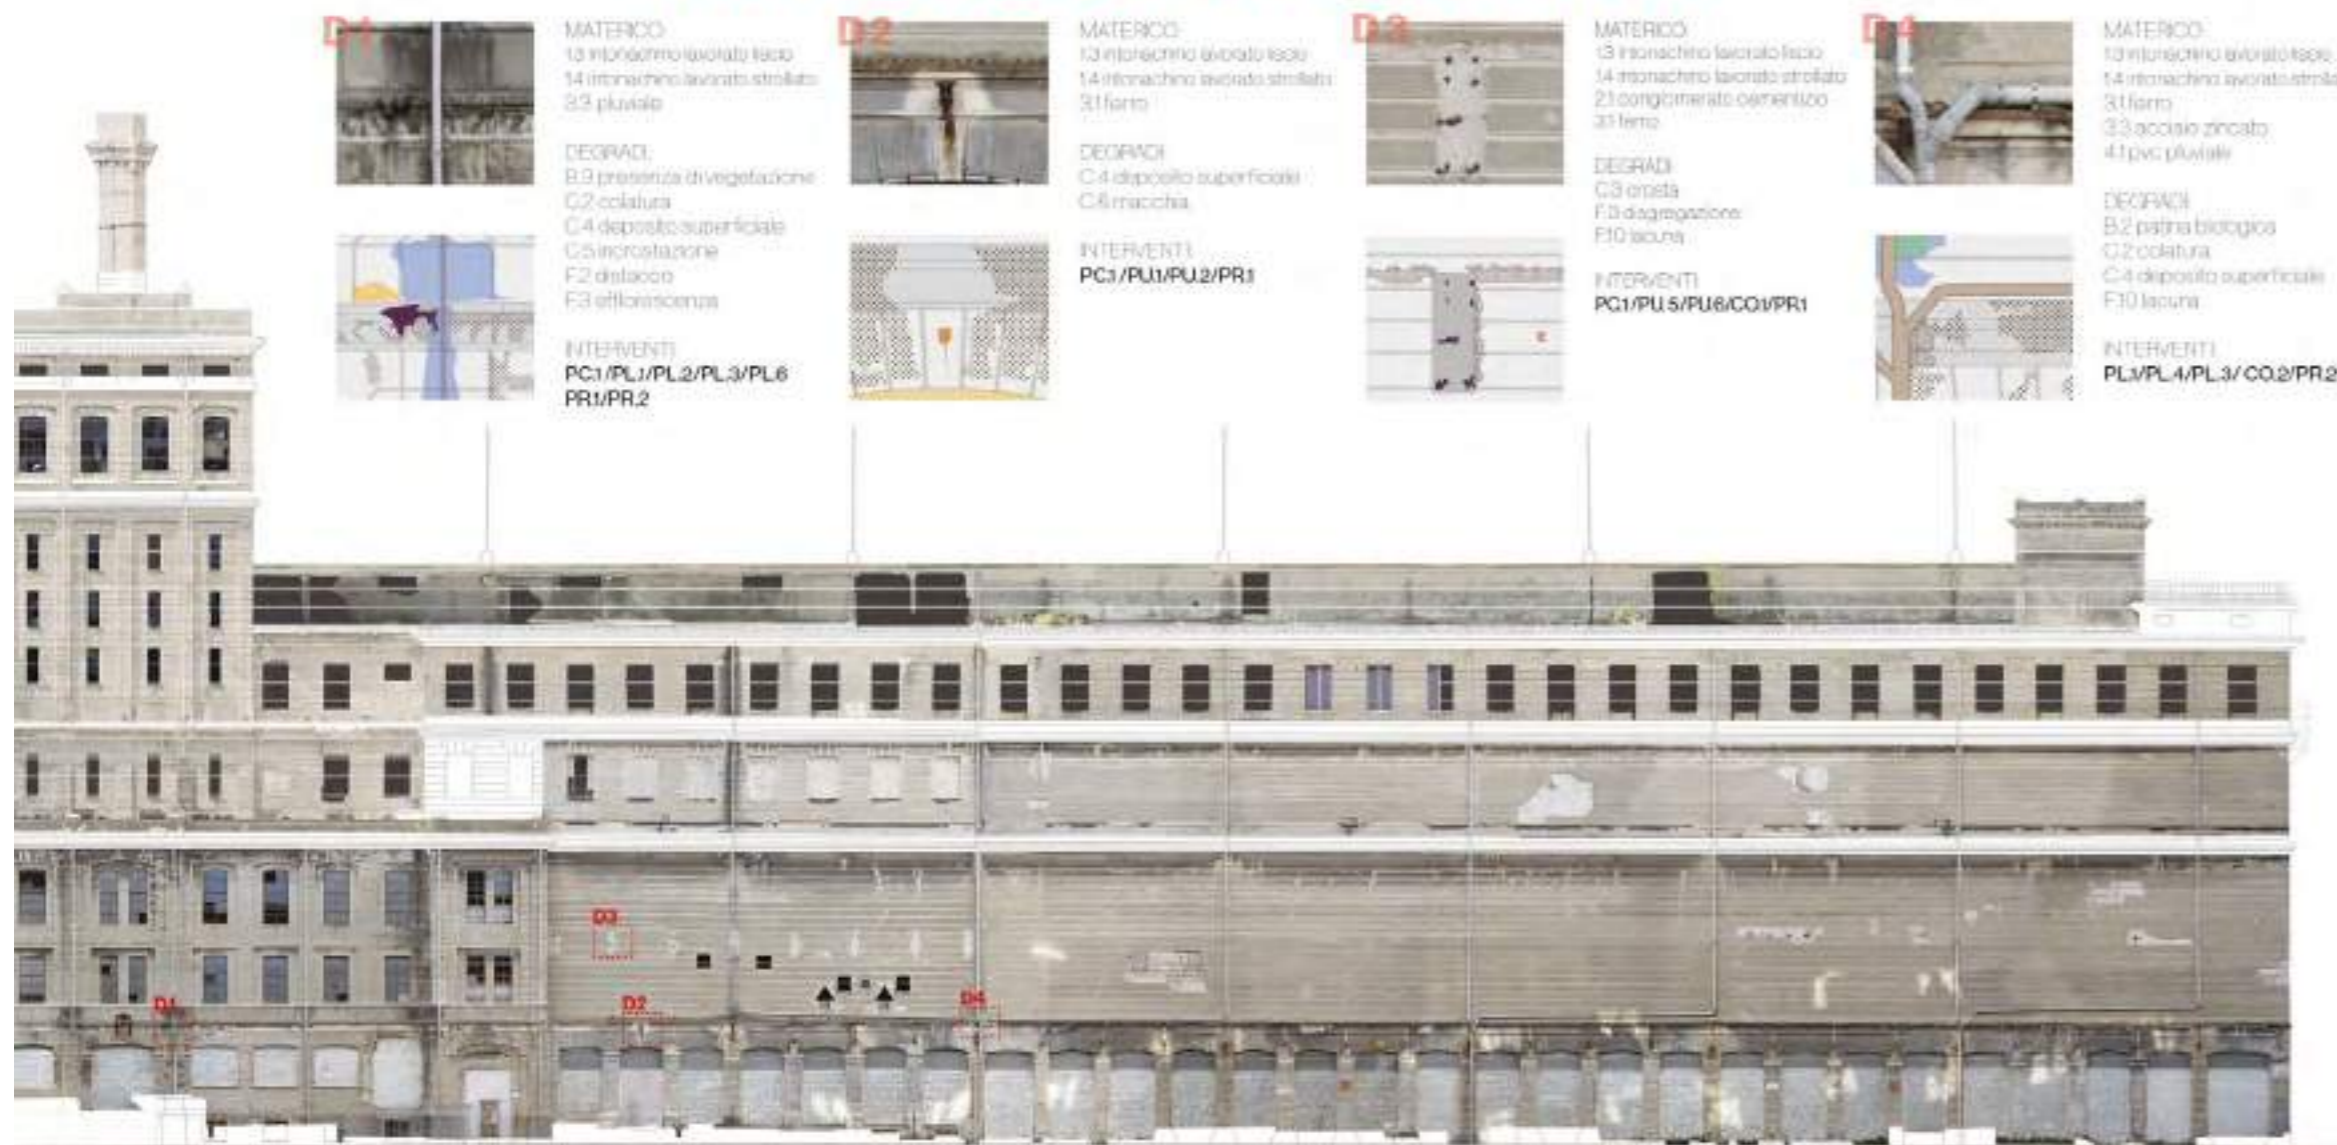 D1
MATERICO
1.3 intonachino lavorato liscio
1.4 intonachino lavorato strollato
3.3 pluviale
DEGRADI
B.3 presenza di vegetazione
C.2 colatura
C.4 deposito superficiale
C.5 incrostazione
F.2 distacco
F.3 efflorescenza
INTERVENTI
PC.1/PL.1/PL.2/PL.3/PL.6
PR.1/PR.2
D2
MATERICO
1.3 intonachino lavorato liscio
1.4 intonachino lavorato strollato
3.1 ferro
DEGRADI
C.4 deposito superficiale
C.6 macchia
INTERVENTI
PC.1/PU.1/PU.2/PR.1
D3
MATERICO
1.3 intonachino lavorato liscio
1.4 intonachino lavorato strollato
2.1 conglomerato cementizio
3.1 ferro
DEGRADI
C.3 crosta
F.3 disgregazione
F.10 lacuna
INTERVENTI
PC.1/PU.5/PU.6/CO.1/PR.1
D4
MATERICO
1.3 intonachino lavorato liscio
1.4 intonachino lavorato
3.1 ferro
3.3 acciaio zincato
4.1 pvc pluviale
DEGRADI
B.2 patina biologica
C.2 colatura
C.4 deposito superficiale
F.10 lacuna
INTERVENTI
PL.1/PL.4/PL.3/ CO.2/PR.2
D3
D1
D2
D4